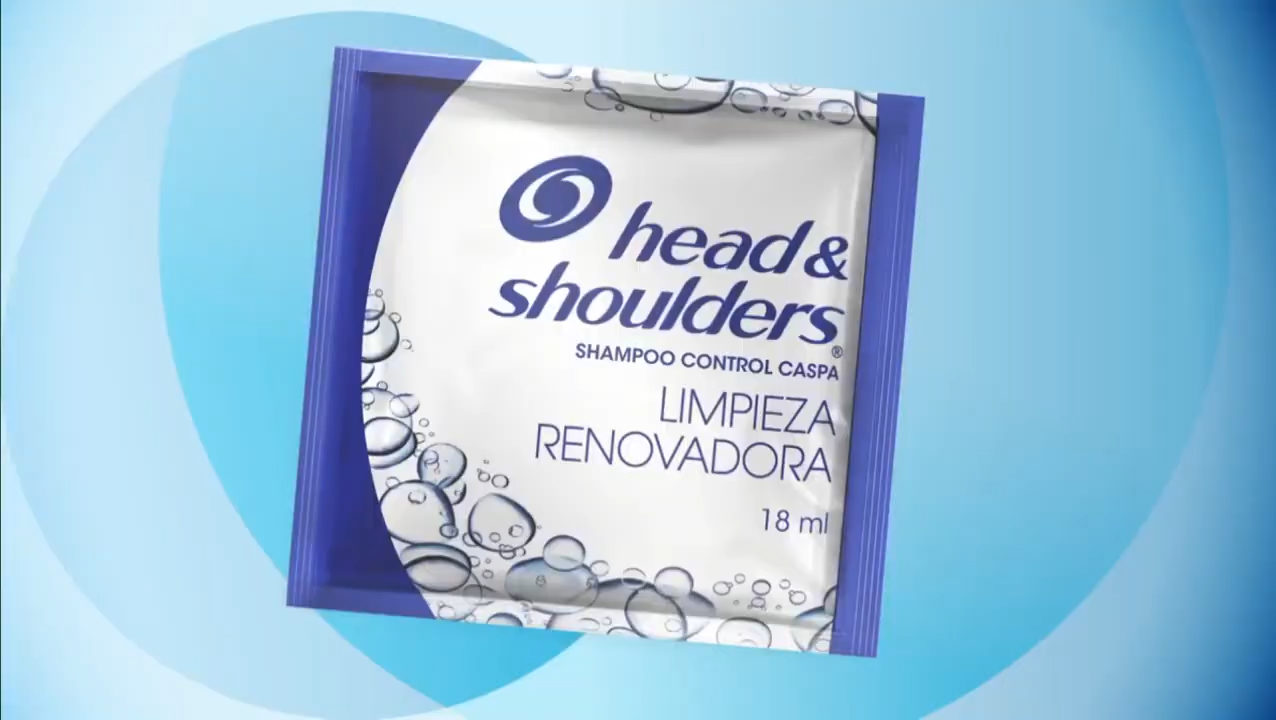 head &
shoulders®
SHAMPOO CONTROL CASPA
LIMPIEZA
RENOVADORA
18 ml